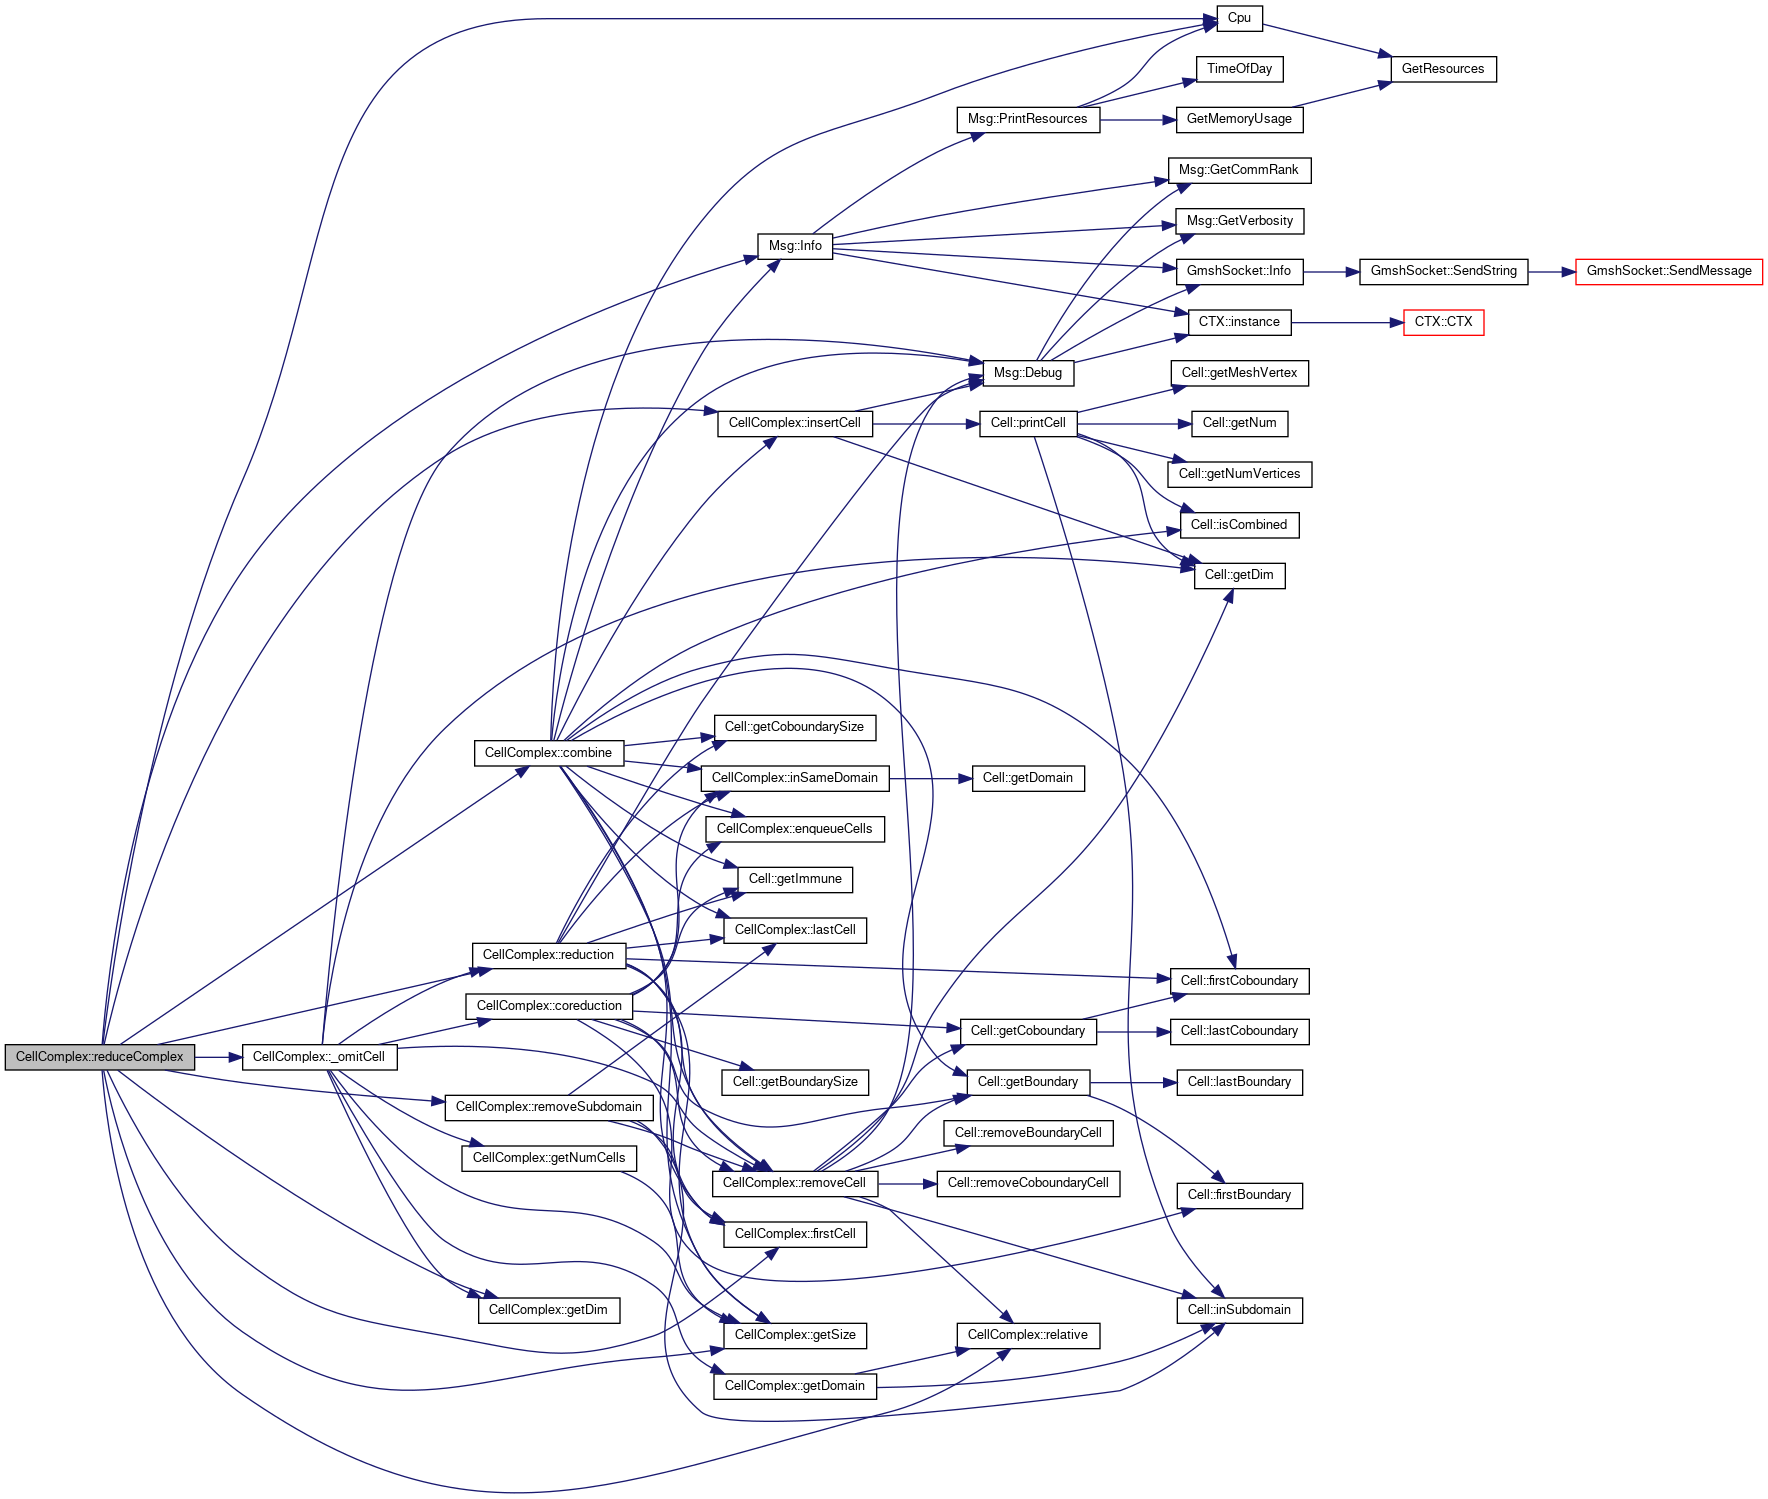 Cpu
TimeOfDay
GetResources
Msg::PrintResources
GetMemoryUsage
Msg::GetCommRank
Msg::GetVerbosity
Msg::Info
GmshSocket::Info
GmshSocket::SendString
GmshSocket::SendMessage
CTX::instance
CTX::CTX
Msg::Debug
Cell::getMeshVertex
CellComplex::insertCell
Cell::printCell
Cell::getNum
Cell::getNumVertices
Cell::isCombined
Cell::getDim
Cell::getCoboundarySize
CellComplex::combine
CellComplex::inSameDomain
Cell::getDomain
CellComplex::enqueueCells
Cell::getImmune
CellComplex::lastCell
CellComplex::reduction
Cell::firstCoboundary
CellComplex::coreduction
Cell::getCoboundary
Cell::lastCoboundary
CellComplex::reduceComplex
CellComplex::_omitCell
Cell::getBoundarySize
Cell::getBoundary
Cell::lastBoundary
CellComplex::removeSubdomain
Cell::removeBoundaryCell
CellComplex::getNumCells
CellComplex::removeCell
Cell::removeCoboundaryCell
Cell::firstBoundary
CellComplex::firstCell
CellComplex::getDim
Cell::inSubdomain
CellComplex::getSize
CellComplex::relative
CellComplex::getDomain